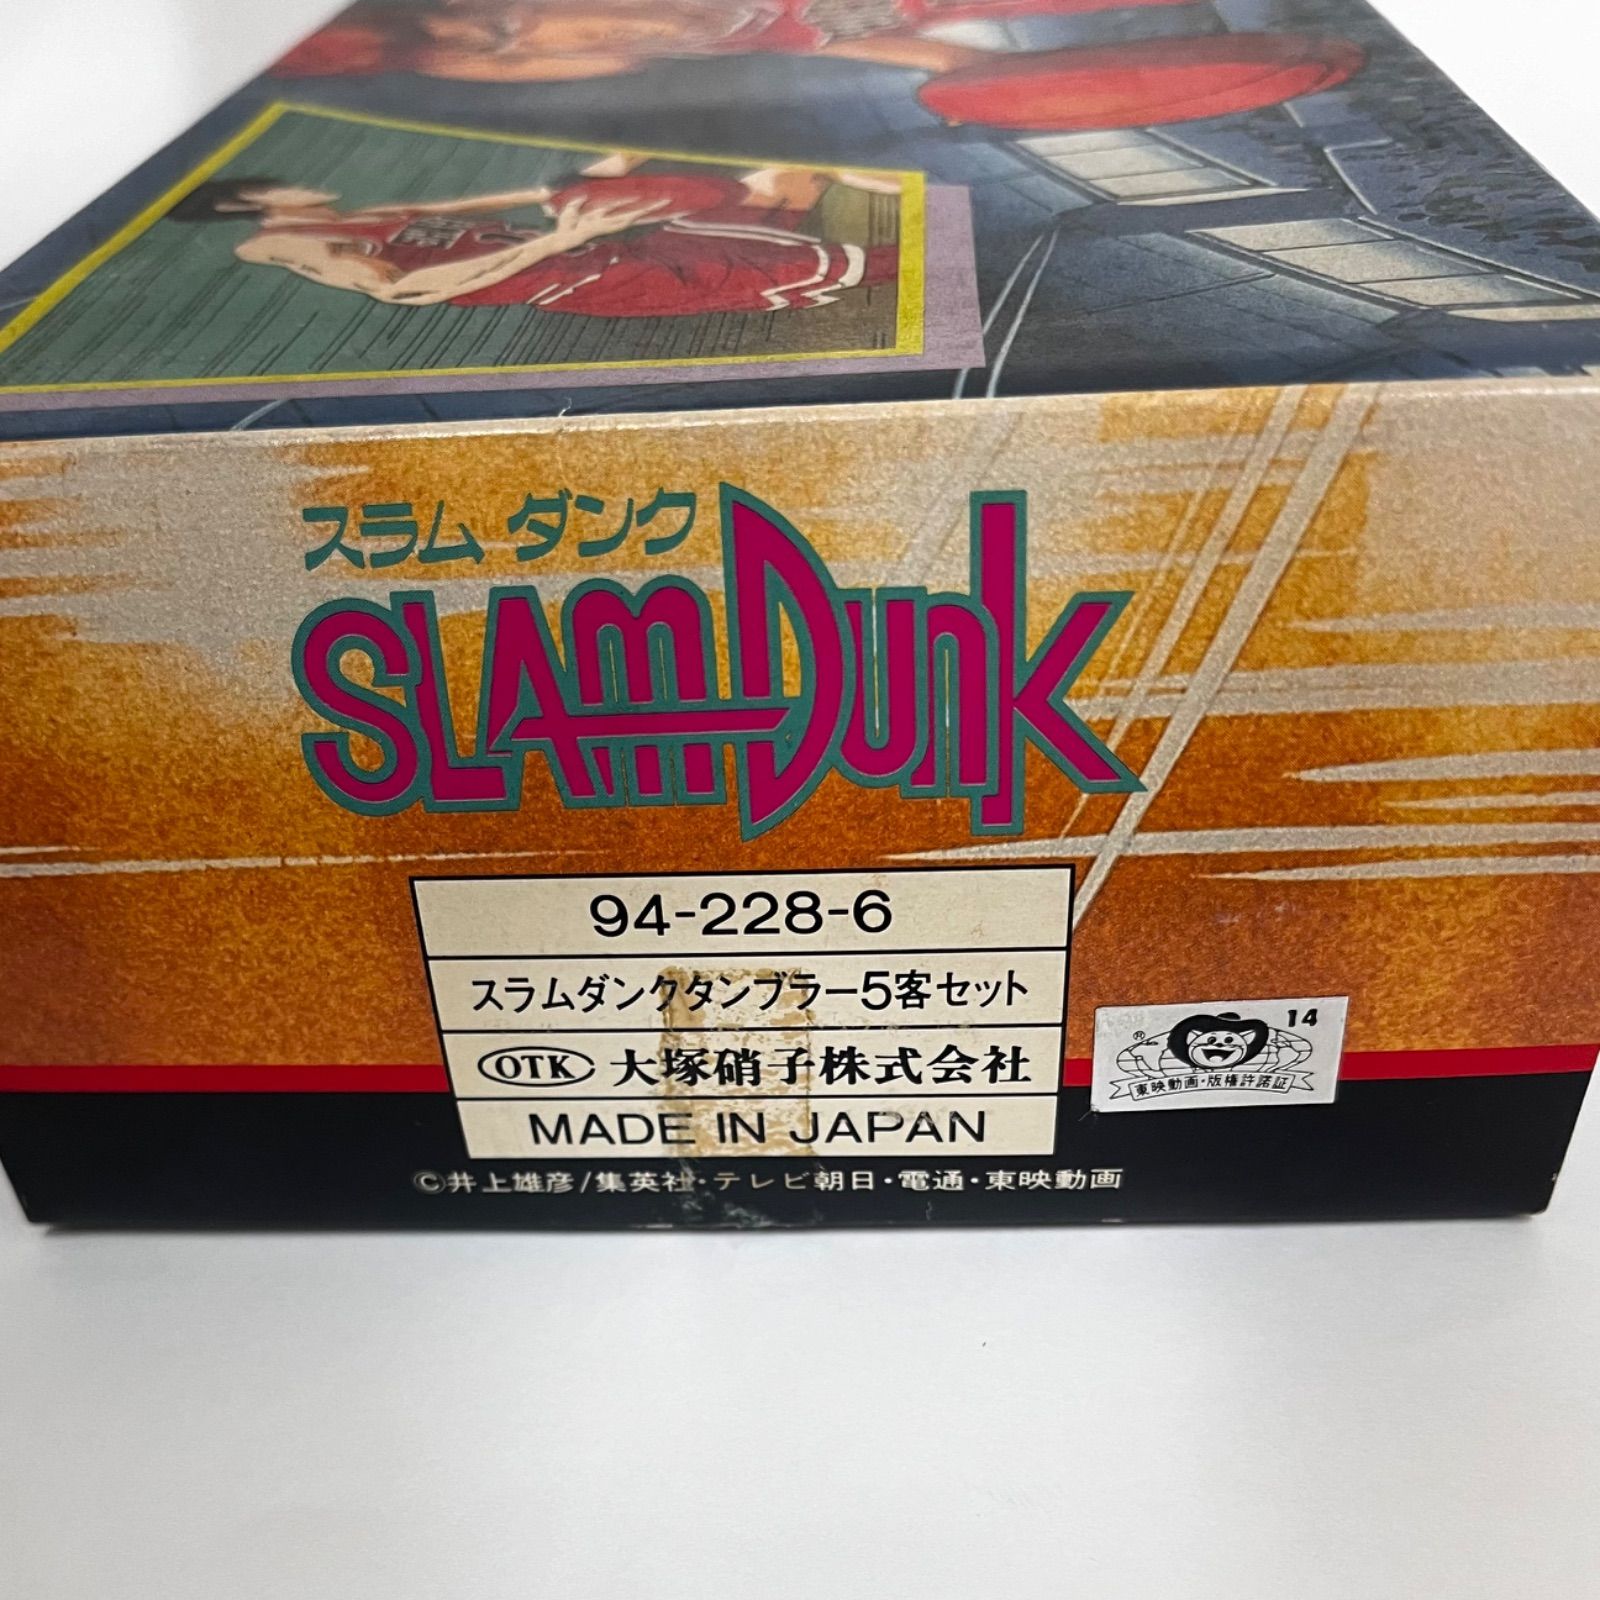 スラムダンク
SLAM DUNK
94-228-6
スラムダンクタンブラー5客セット
OTK 大塚硝子株式会社
MADE IN JAPAN
14
®
東映動画・版権許諾証
©井上雄彦/集英社・テレビ朝日・電通・東映動画